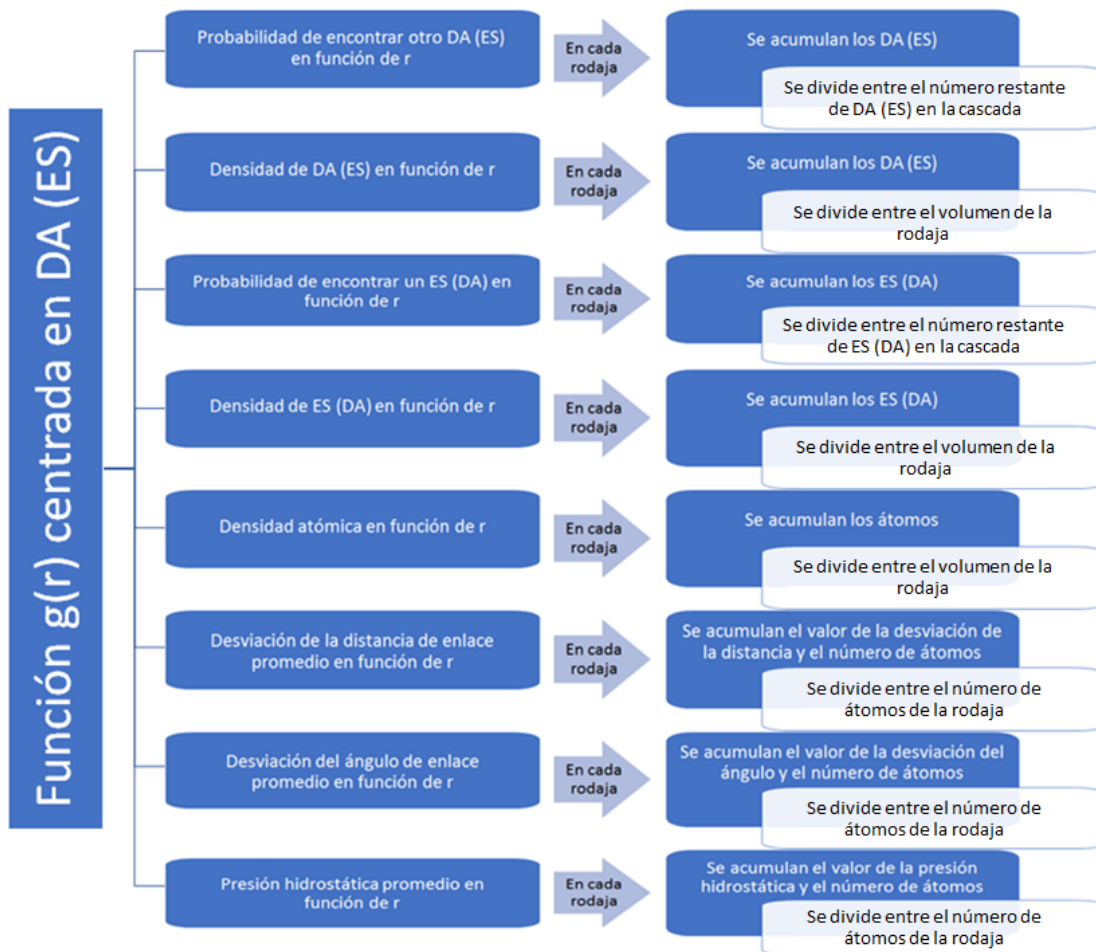 Función g(r) centrada en DA (ES)
Probabilidad de encontrar otro DA (ES)
en función de r
En cada
rodaja
Se acumulan los DA (ES)
Se divide entre el número restante
de DA (ES) en la cascada
Densidad de DA (ES) en función de r
En cada
rodaja
Se acumulan los DA (ES)
Se divide entre el volumen de la
rodaja
Probabilidad de encontrar un ES (DA) en
función de r
En cada
rodaja
Se acumulan los ES (DA)
Se divide entre el número restante
de ES (DA) en la cascada
Densidad de ES (DA) en función de r
En cada
rodaja
Se acumulan los ES (DA)
Se divide entre el volumen de la
rodaja
Densidad atómica en función de r
En cada
rodaja
Se acumulan los átomos
Se divide entre el volumen de la
rodaja
Desviación de la distancia de enlace
promedio en función de r
En cada
rodaja
Se acumulan el valor de la desviación de
la distancia y el número de átomos
Se divide entre el número de
átomos de la rodaja
Desviación del ángulo de enlace
promedio en función de r
En cada
rodaja
Se acumulan el valor de la desviación del
ángulo y el número de átomos
Se divide entre el número de
átomos de la rodaja
Presión hidrostática promedio en
función de r
En cada
rodaja
Se acumulan el valor de la presión
hidrostática y el número de átomos
Se divide entre el número de
átomos de la rodaja